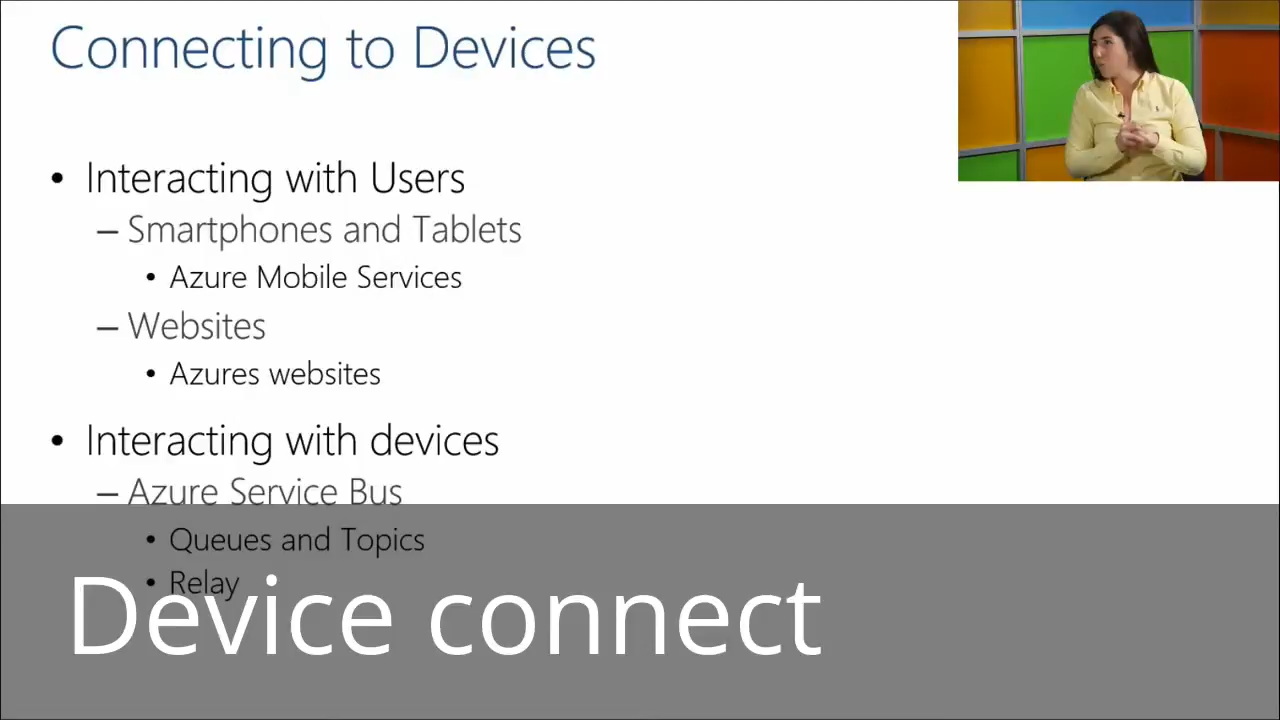 Connecting to Devices
• Interacting with Users
– Smartphones and Tablets
• Azure Mobile Services
– Websites
• Azures websites
• Interacting with devices
– Azure Service Bus
• Queues and Topics
• Relay
Device connect